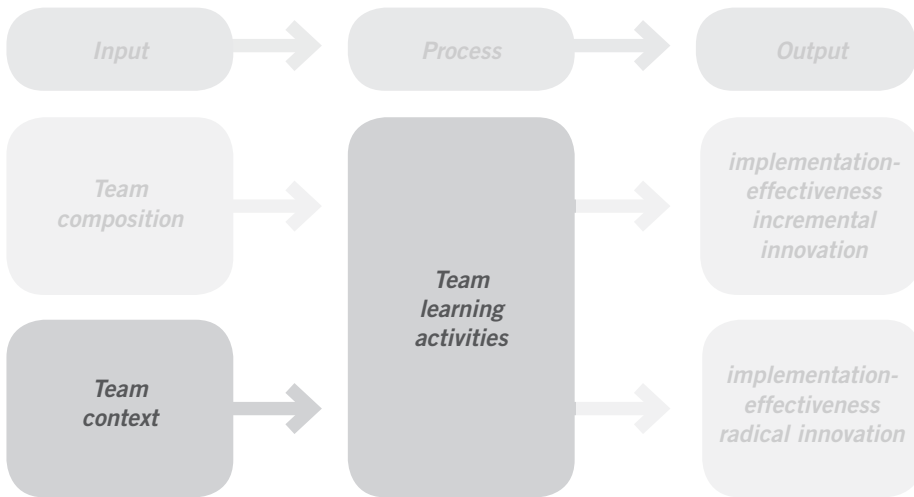 Input
Process
Output
Team
composition
implementation-
effectiveness
incremental
innovation
Team
learning
activities
Team
context
implementation-
effectiveness
radical innovation